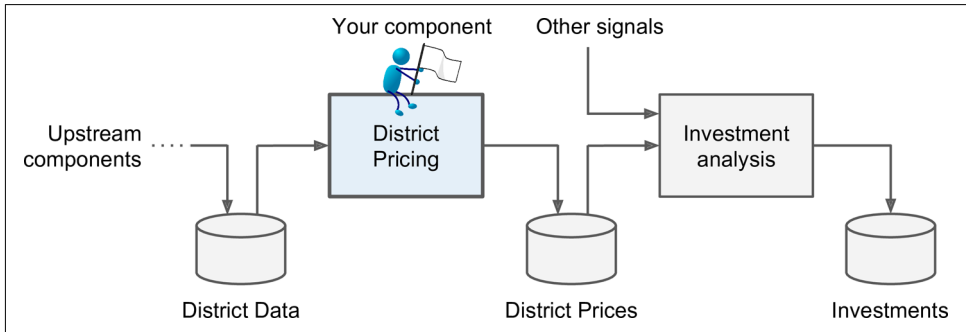 Your component
Other signals
Upstream
components
District
Pricing
Investment
analysis
District Data
District Prices
Investments